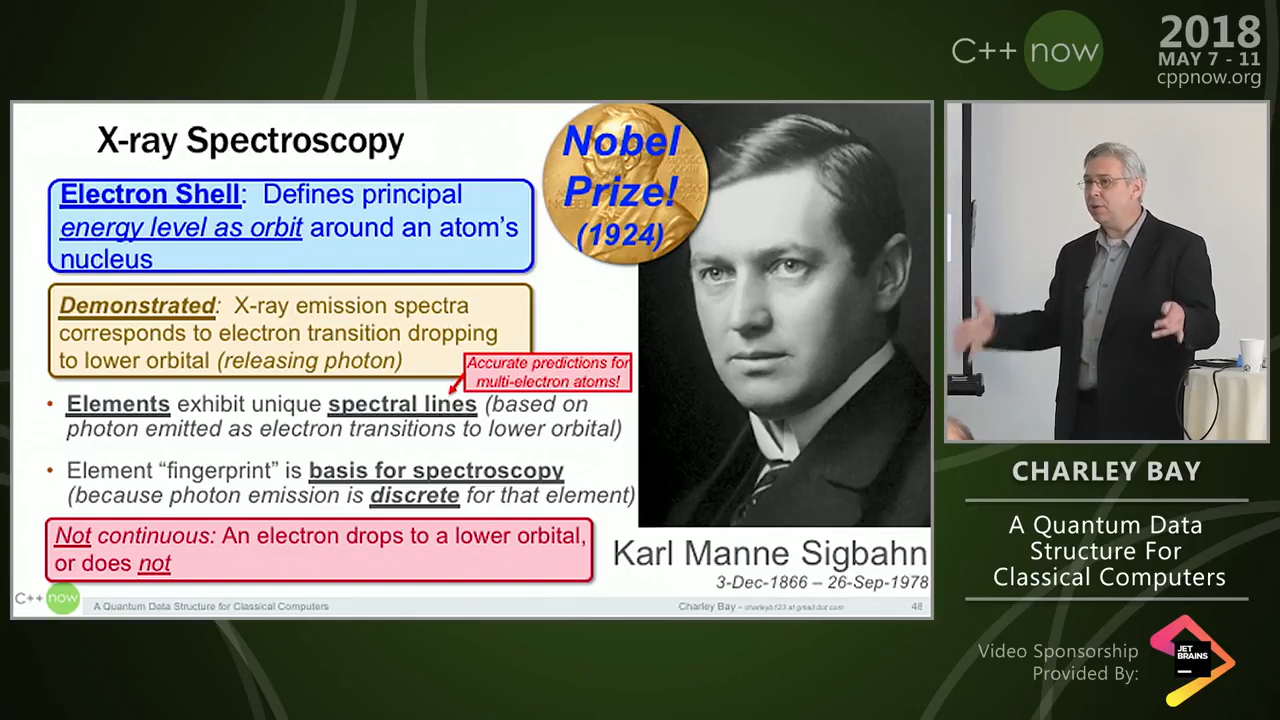 C++ now
2018
MAY 7 - 11
cppnow.org
X-ray Spectroscopy
Nobel
Prize!
(1924)
Electron Shell: Defines principal
energy level as orbit around an atom's
nucleus
Demonstrated: X-ray emission spectra
corresponds to electron transition dropping
to lower orbital (releasing photon)
Accurate predictions for
multi-electron atoms!
• Elements exhibit unique spectral lines (based on
photon emitted as electron transitions to lower orbital)
• Element "fingerprint" is basis for spectroscopy
(because photon emission is discrete for that element)
Not continuous: An electron drops to a lower orbital,
or does not
Karl Manne Sigbahn
3-Dec-1866 – 26-Sep-1978
C++ now
A Quantum Data Structure for Classical Computers
Charley Bay – charleyb123 at gmail dot com
48
CHARLEY BAY
A Quantum Data
Structure For
Classical Computers
Video Sponsorship
Provided By:
JET
BRAINS